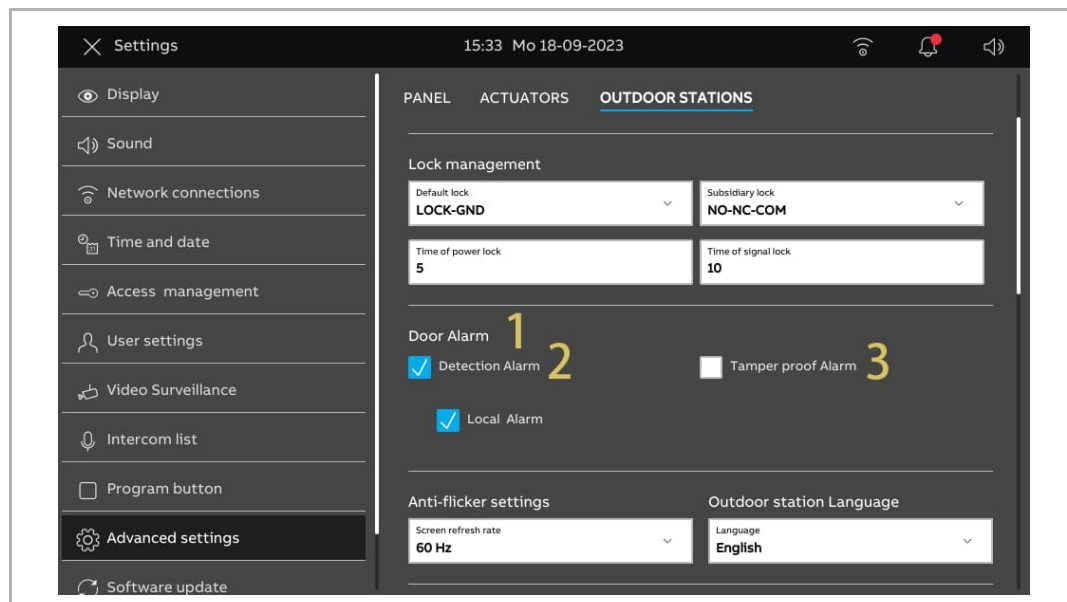 Settings
15:33 Mo 18-09-2023
Display
Sound
Network connections
Time and date
Access management
User settings
Video Surveillance
Intercom list
Program button
Advanced settings
Software update
PANEL ACTUATORS OUTDOOR STATIONS
Lock management
Default lock
LOCK-GND
Subsidiary lock
NO-NC-COM
Time of power lock
5
Time of signal lock
10
Door Alarm 1
Detection Alarm 2
Tamper proof Alarm 3
Local Alarm
Anti-flicker settings
Screen refresh rate
60 Hz
Outdoor station Language
Language
English